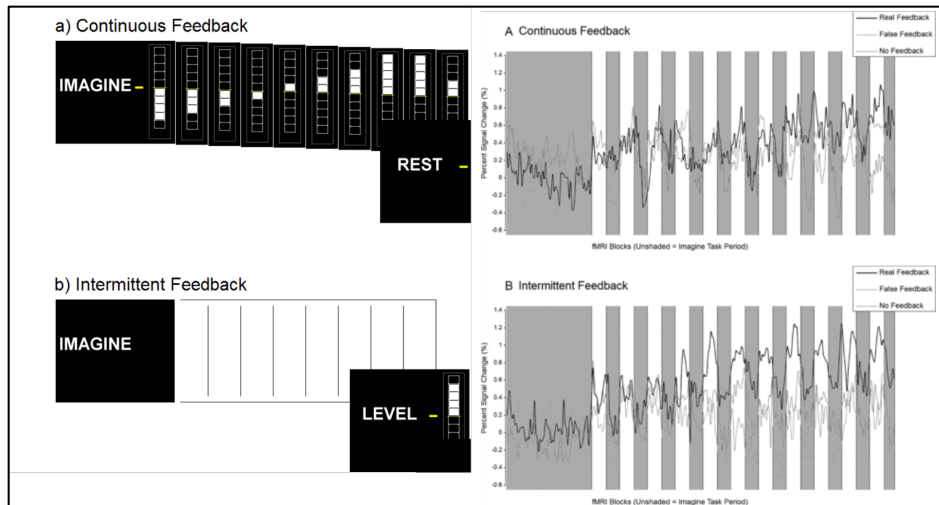 a) Continuous Feedback
IMAGINE
REST
b) Intermittent Feedback
IMAGINE
LEVEL
A Continuous Feedback
Real Feedback
False Feedback
No Feedback
Percent Signal Change (%)
1.4
1.2
1
0.8
0.6
0.4
0.2
0
-0.2
-0.4
-0.6
fMRI Blocks (Unshaded = Imagine Task Period)
B Intermittent Feedback
Real Feedback
False Feedback
No Feedback
Percent Signal Change (%)
1.4
1.2
1
0.8
0.6
0.4
0.2
0
-0.2
-0.4
-0.6
fMRI Blocks (Unshaded = Imagine Task Period)